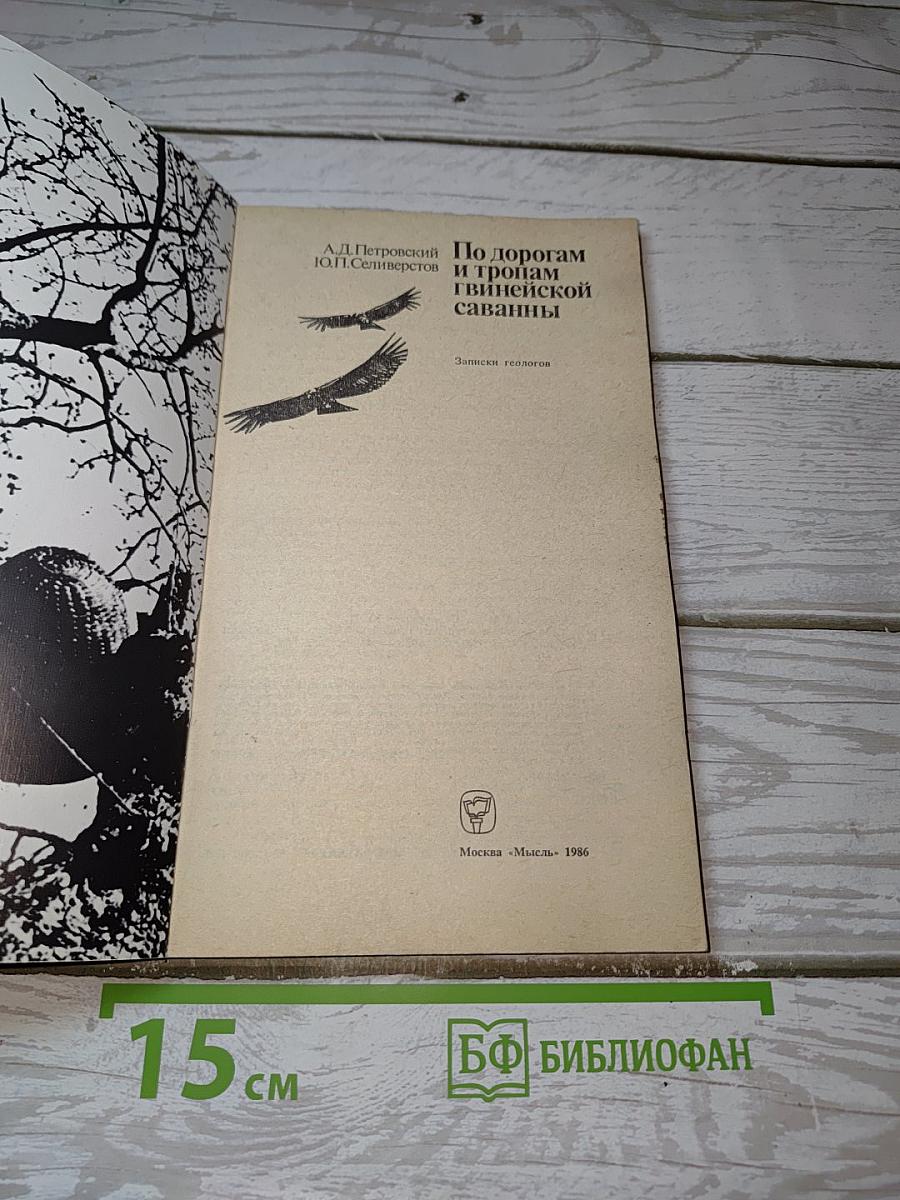 А.Д.Петровский
Ю.П.Селиверстов
По дорогам
и тропам
гвинейской
саванны
Записки геологов
Москва «Мысль» 1986
15 см
БФ БИБЛИОФАН